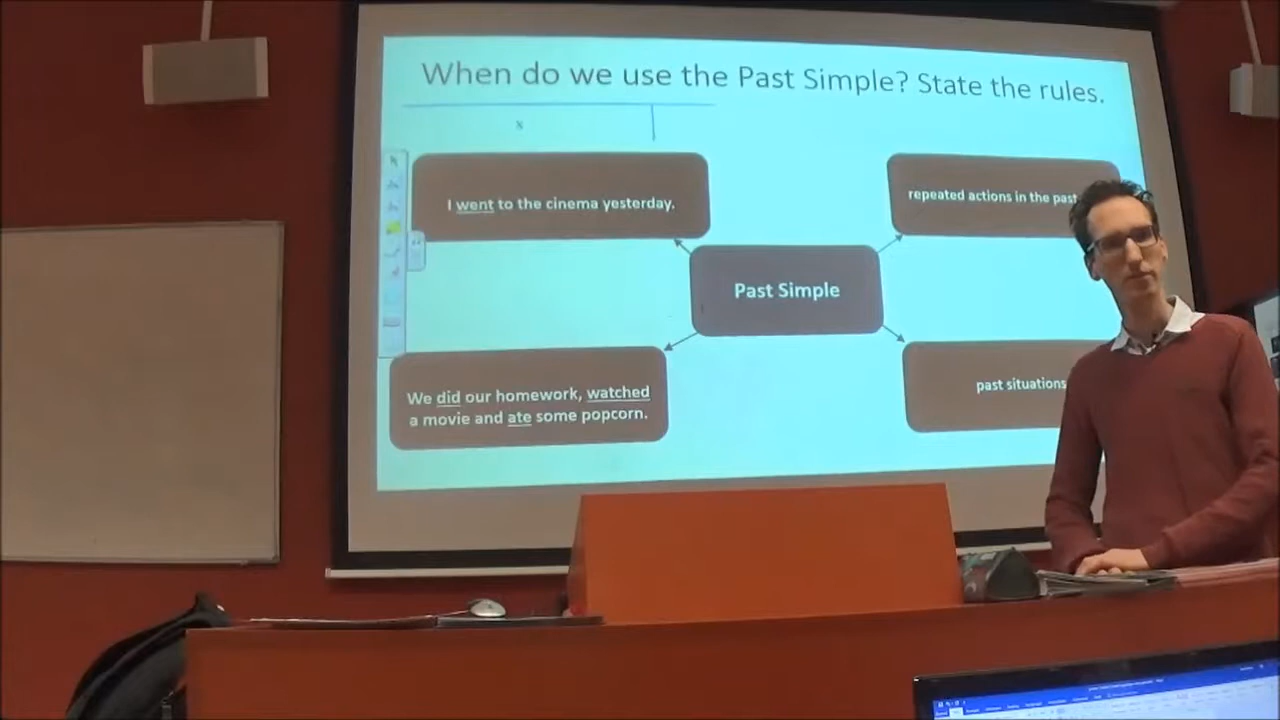 When do we use the Past Simple? State the rules.
x
I went to the cinema yesterday.
repeated actions in the past
Past Simple
We did our homework, watched
a movie and ate some popcorn.
past situations